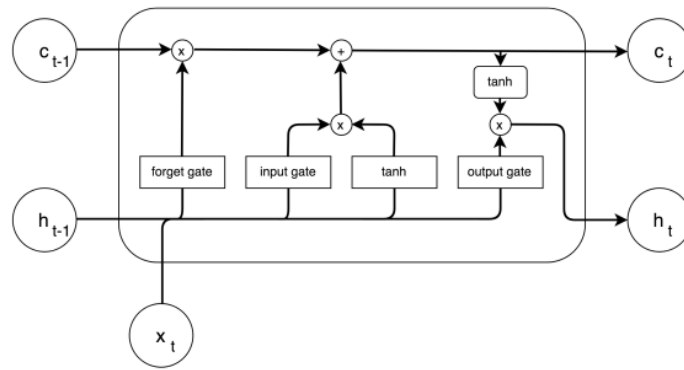 c t-1
x
+
c t
tanh
x
x
forget gate
input gate
tanh
output gate
h t-1
h t
x t